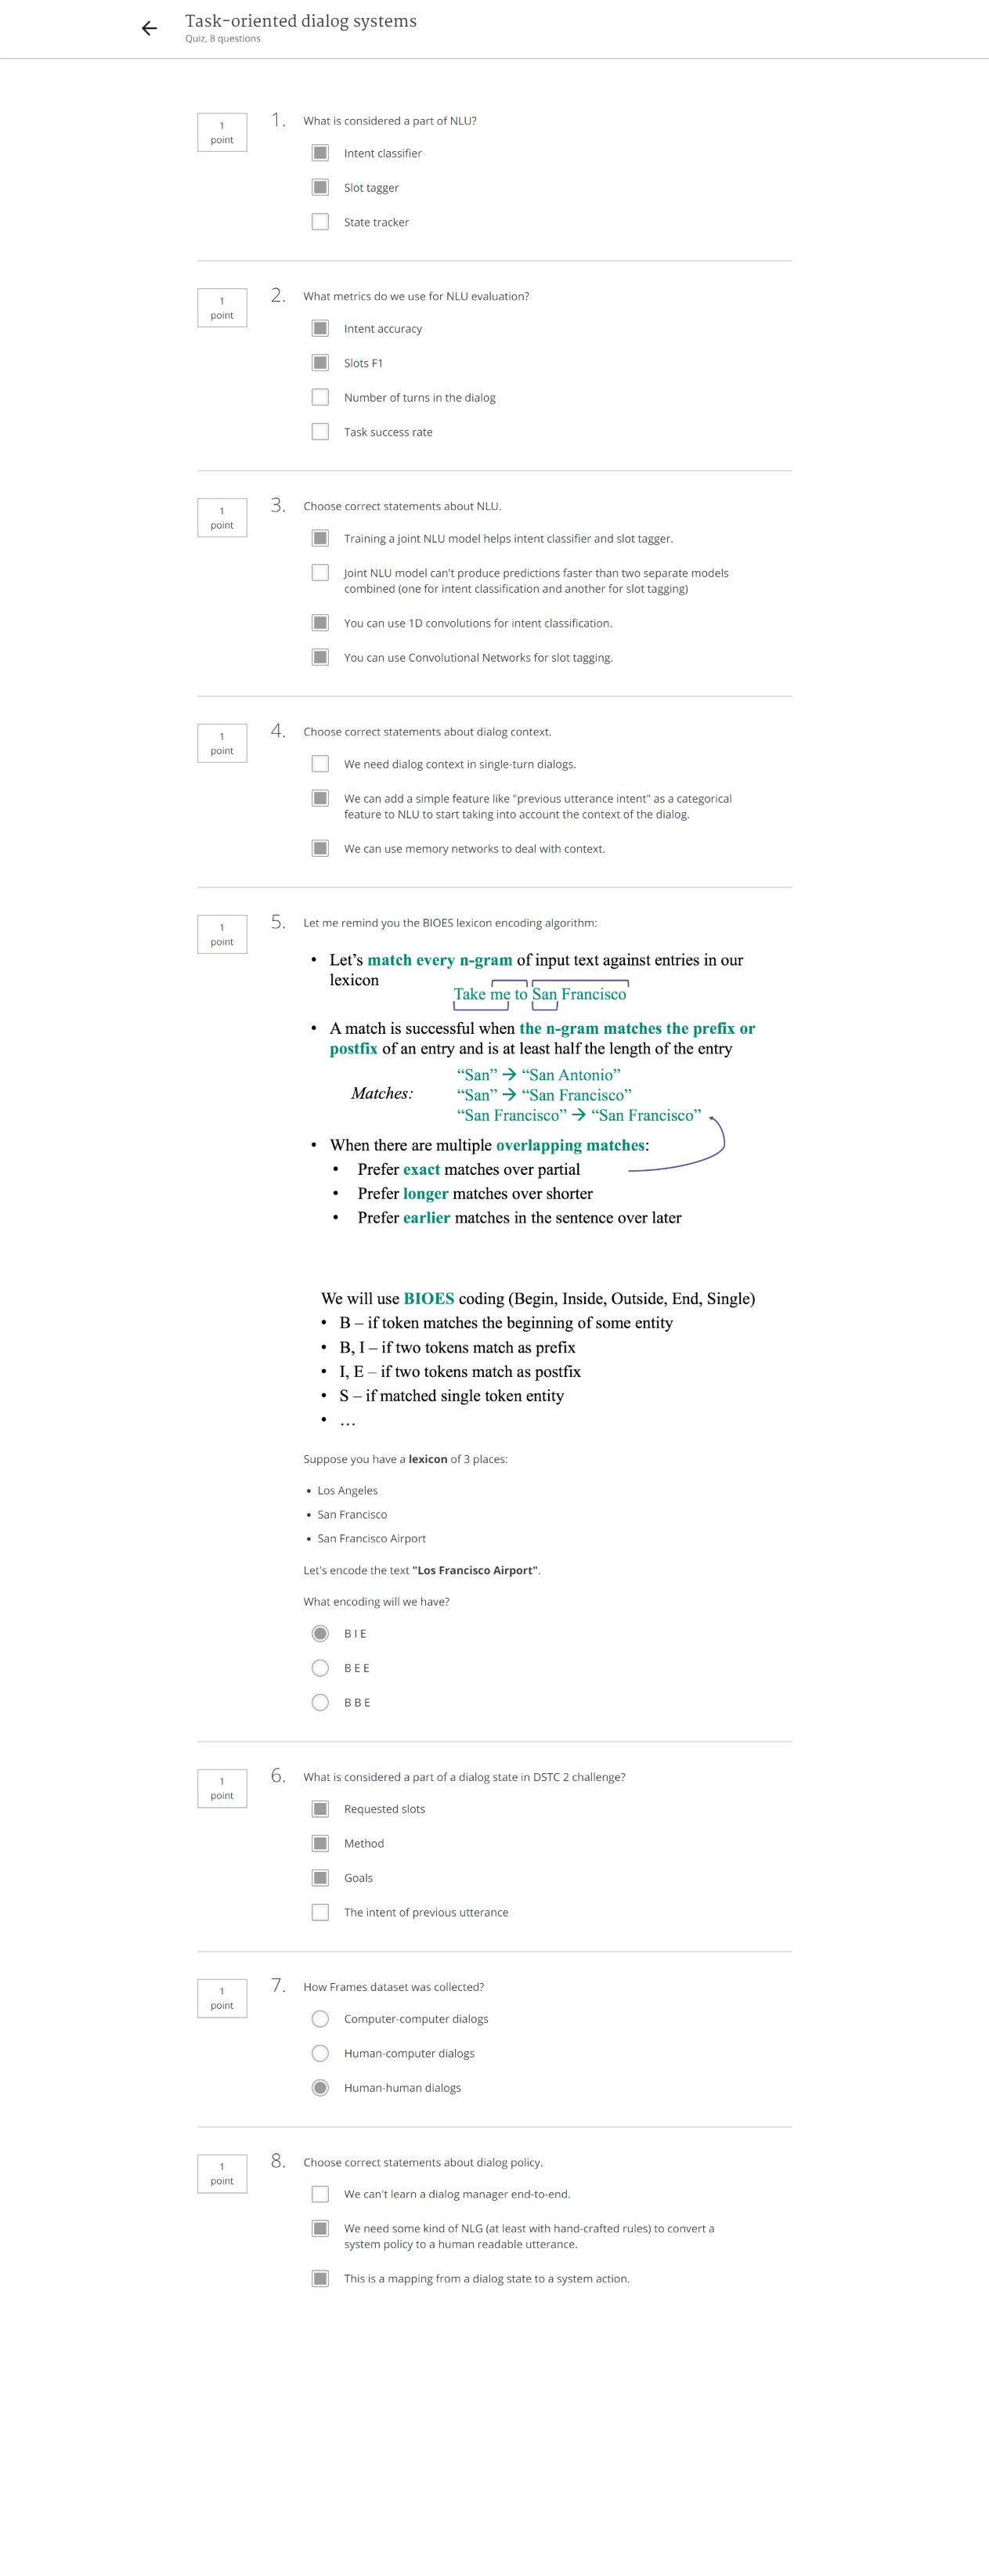 Task-oriented dialog systems
Quiz, 8 questions
1
point
1. What is considered a part of NLU?
Intent classifier
Slot tagger
State tracker
1
point
2. What metrics do we use for NLU evaluation?
Intent accuracy
Slots F1
Number of turns in the dialog
Task success rate
1
point
3. Choose correct statements about NLU.
Training a joint NLU model helps intent classifier and slot tagger.
Joint NLU model can't produce predictions faster than two separate models
combined (one for intent classification and another for slot tagging)
You can use 1D convolutions for intent classification.
You can use Convolutional Networks for slot tagging.
1
point
4. Choose correct statements about dialog context.
We need dialog context in single-turn dialogs.
We can add a simple feature like "previous utterance intent" as a categorical
feature to NLU to start taking into account the context of the dialog.
We can use memory networks to deal with context.
1
point
5. Let me remind you the BIOES lexicon encoding algorithm:
• Let's match every n-gram of input text against entries in our
lexicon
Take me to San Francisco
• A match is successful when the n-gram matches the prefix or
postfix of an entry and is at least half the length of the entry
"San" → "San Antonio"
Matches: "San" → "San Francisco"
"San Francisco" → "San Francisco"
• When there are multiple overlapping matches:
• Prefer exact matches over partial
• Prefer longer matches over shorter
• Prefer earlier matches in the sentence over later
We will use BIOES coding (Begin, Inside, Outside, End, Single)
• B – if token matches the beginning of some entity
• B, I – if two tokens match as prefix
• I, E – if two tokens match as postfix
• S – if matched single token entity
• …
Suppose you have a lexicon of 3 places:
• Los Angeles
• San Francisco
• San Francisco Airport
Let's encode the text "Los Francisco Airport".
What encoding will we have?
B I E
B E E
B B E
1
point
6. What is considered a part of a dialog state in DSTC 2 challenge?
Requested slots
Method
Goals
The intent of previous utterance
1
point
7. How Frames dataset was collected?
Computer-computer dialogs
Human-computer dialogs
Human-human dialogs
1
point
8. Choose correct statements about dialog policy.
We can't learn a dialog manager end-to-end.
We need some kind of NLG (at least with hand-crafted rules) to convert a
system policy to a human readable utterance.
This is a mapping from a dialog state to a system action.